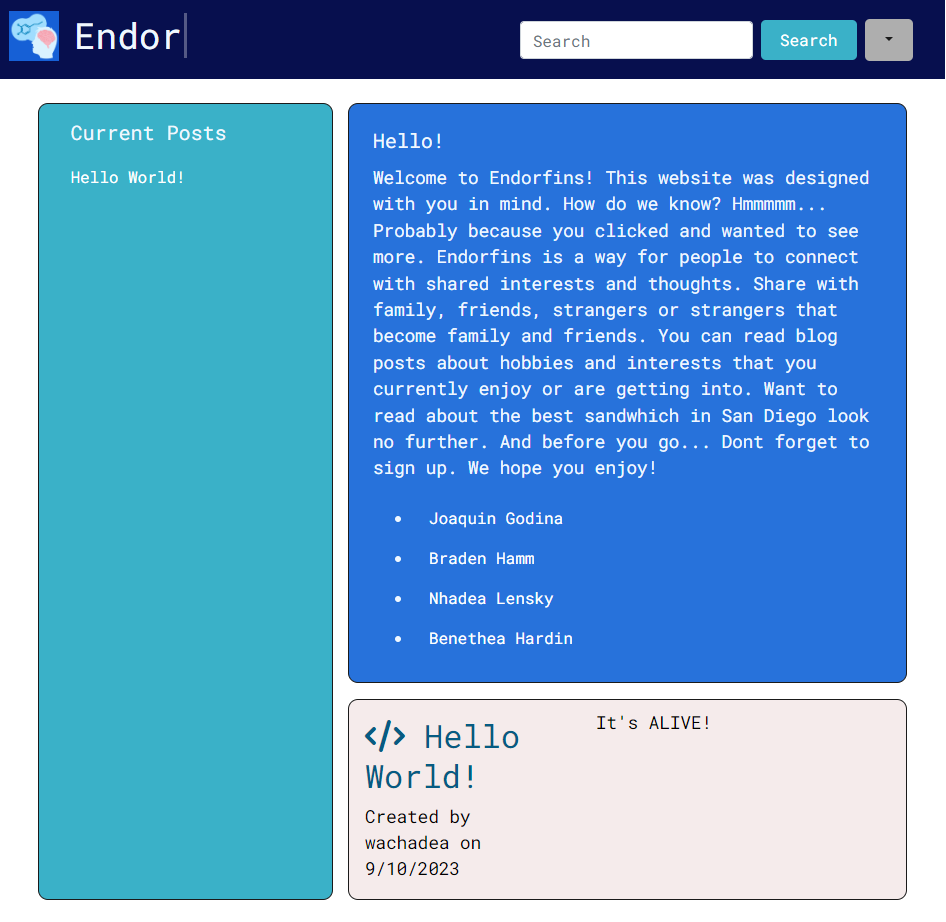 Endor
Search
Search
Current Posts
Hello World!
Hello!
Welcome to Endorfins! This website was designed
with you in mind. How do we know? Hmmmmm...
Probably because you clicked and wanted to see
more. Endorfins is a way for people to connect
with shared interests and thoughts. Share with
family, friends, strangers or strangers that
become family and friends. You can read blog
posts about hobbies and interests that you
currently enjoy or are getting into. Want to
read about the best sandwhich in San Diego look
no further. And before you go... Dont forget to
sign up. We hope you enjoy!
Joaquin Godina
Braden Hamm
Nhadea Lensky
Benethea Hardin
</> Hello
World!
Created by
wachadea on
9/10/2023
It's ALIVE!